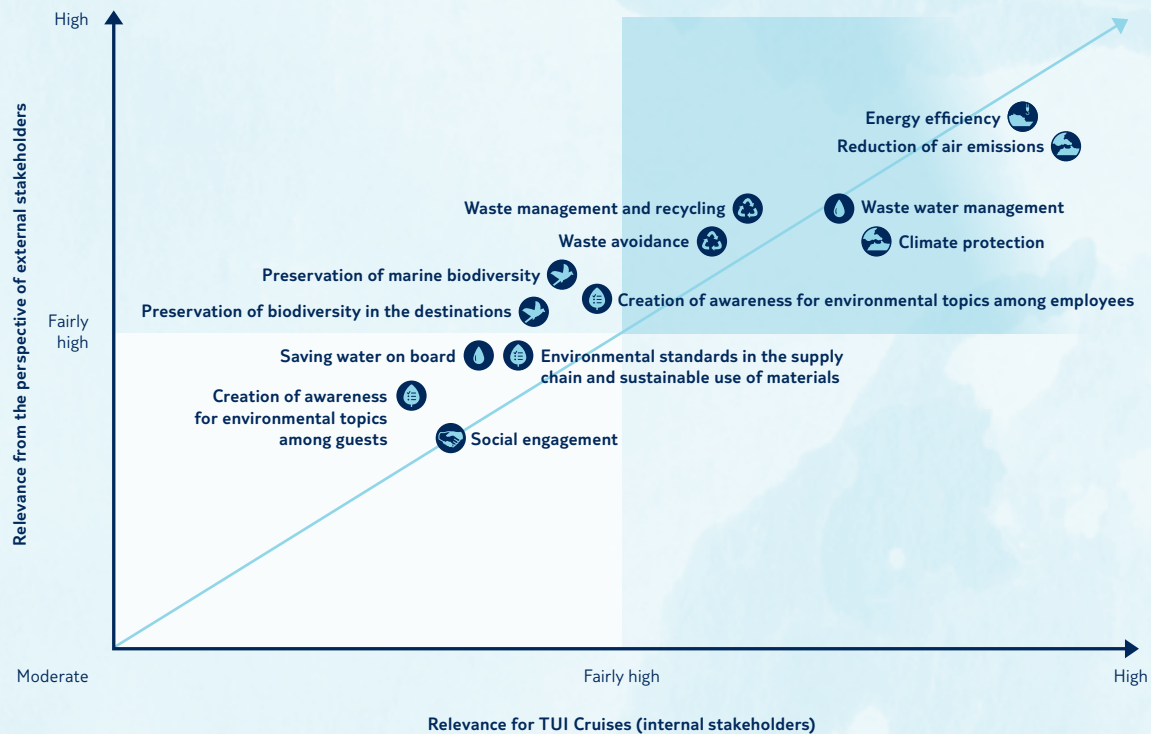 High
Relevance from the perspective of external stakeholders
Energy efficiency
Reduction of air emissions
Waste management and recycling
Waste water management
Waste avoidance
Climate protection
Preservation of marine biodiversity
Creation of awareness for environmental topics among employees
Preservation of biodiversity in the destinations
Fairly
high
Saving water on board
Environmental standards in the supply
chain and sustainable use of materials
Creation of awareness
for environmental topics
among guests
Social engagement
Moderate
Fairly high
High
Relevance for TUI Cruises (internal stakeholders)